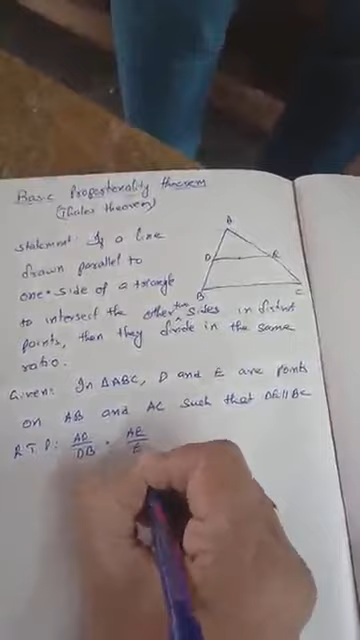 Basic Proportionality theorem
(Thales theorem)
Statement: If a line
drawn parallel to
one side of a triangle
to intersect the other two sides in distinct
points, then they divide in the same
ratio.
A
D E
B C
Given: In △ABC, D and E are points
on AB and AC such that DE || BC
R.T.P: AD/DB = AE/E